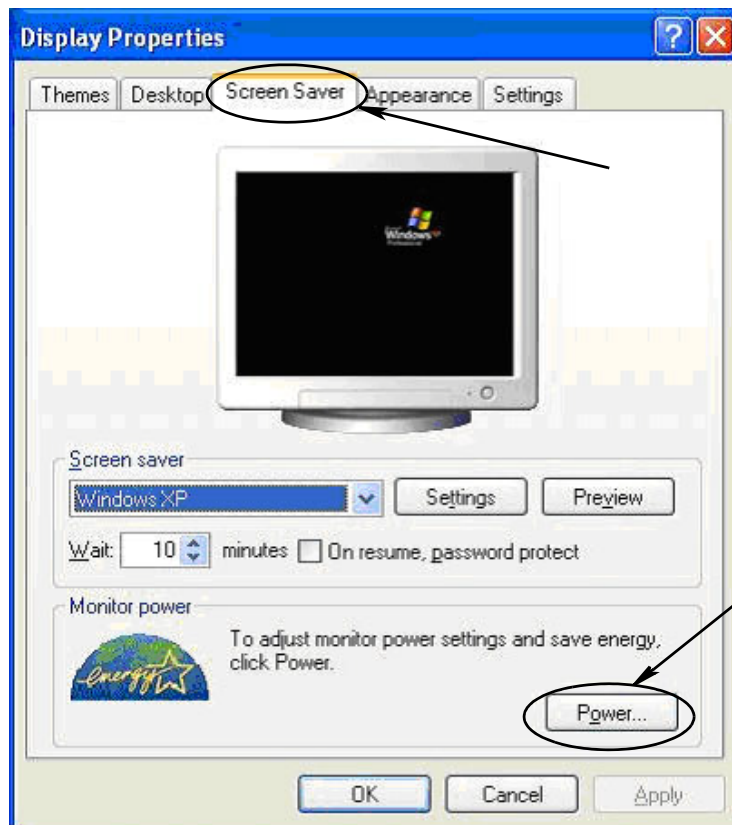 Display Properties
Themes Desktop Screen Saver Appearance Settings
Windows XP
Screen saver
Windows XP Settings Preview
Wait: 10 minutes On resume, password protect
Monitor power
To adjust monitor power settings and save energy,
click Power.
energy
Power...
OK Cancel Apply